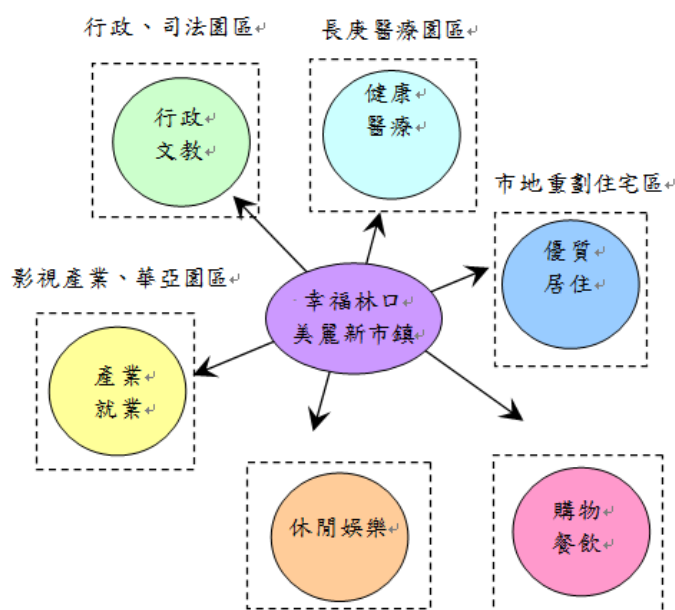 行政、司法園區
長庚醫療園區
行政
文教
健康
醫療
市地重劃住宅區
優質
居住
影視產業、華亞園區
幸福林口
美麗新市鎮
產業
就業
休閒娛樂
購物
餐飲